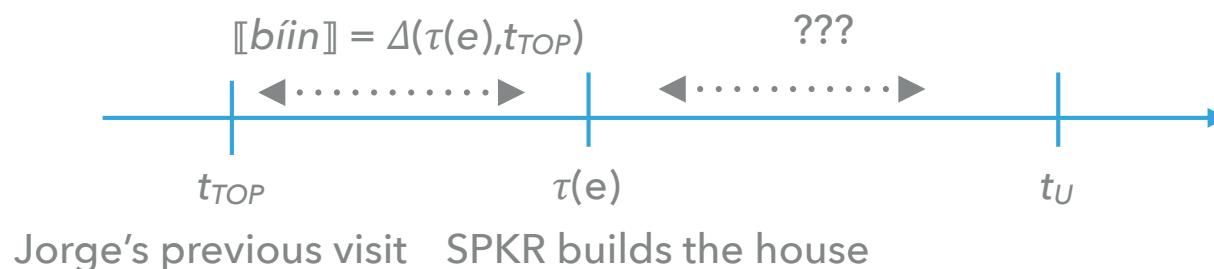 ⟦bíin⟧ = Δ(τ(e),tTOP) ???
tTOP τ(e) tU
Jorge's previous visit SPKR builds the house